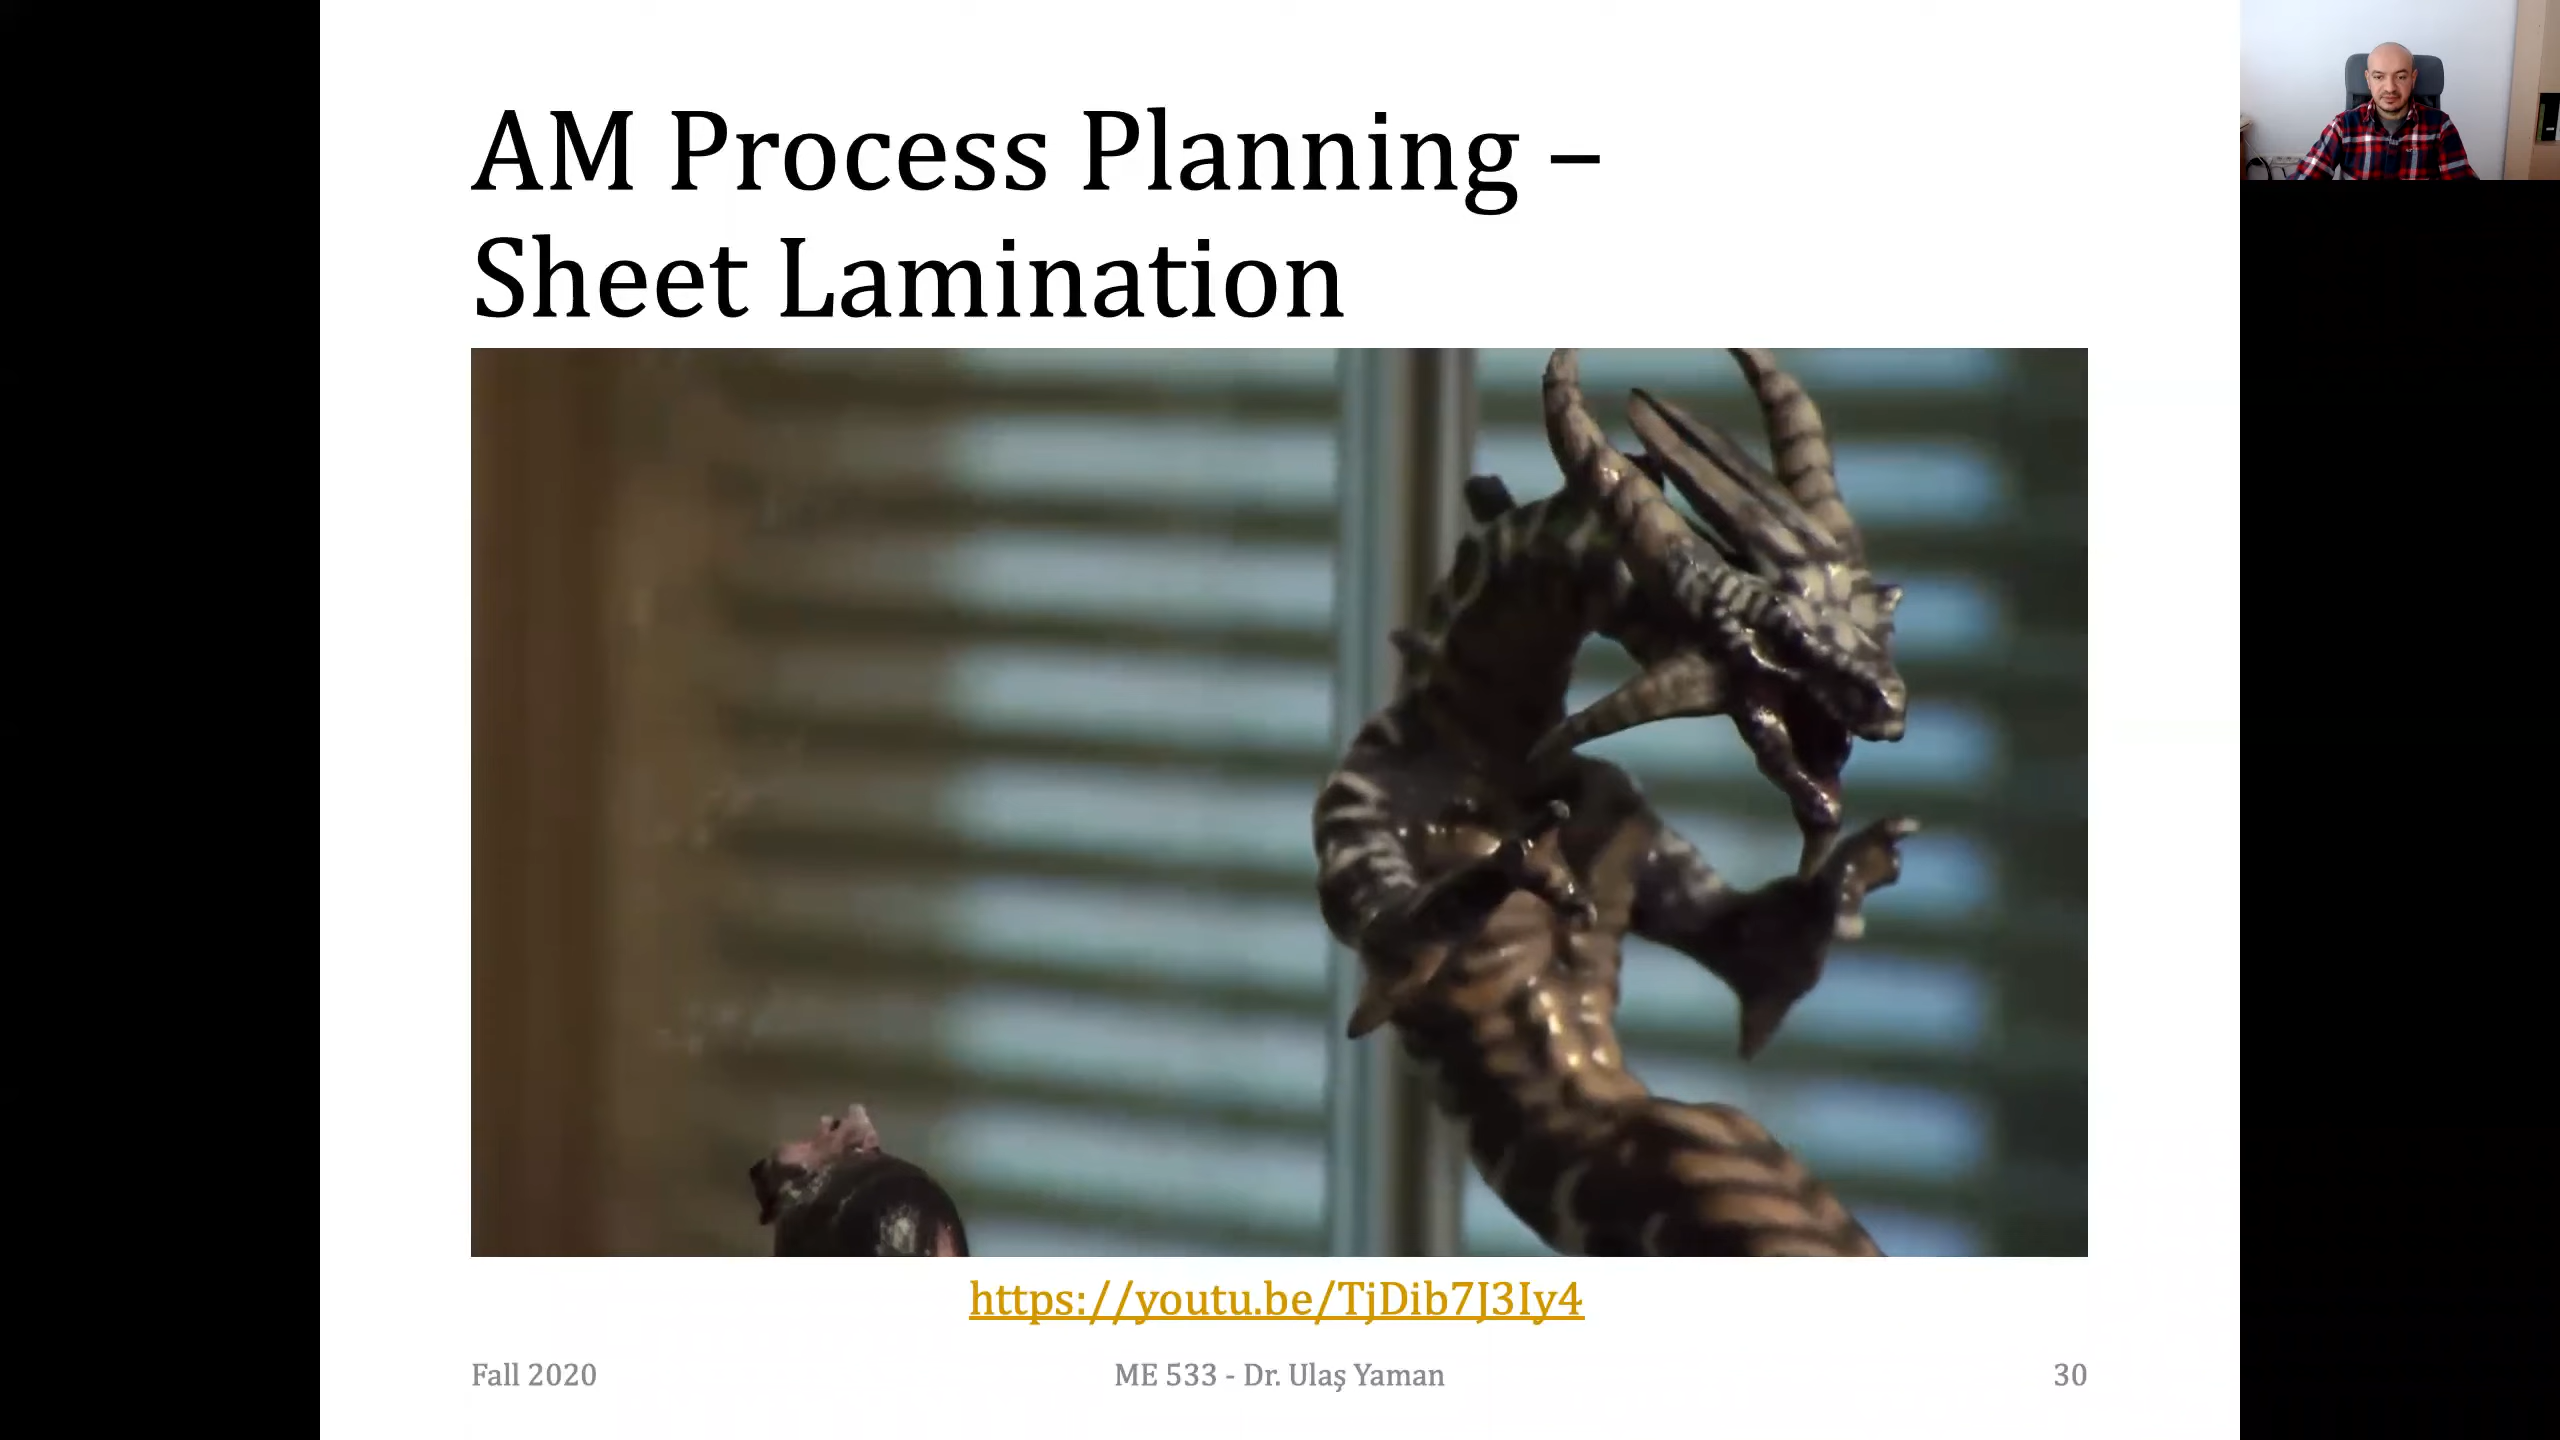 AM Process Planning –
Sheet Lamination
https://youtu.be/TjDib7J3Iy4
Fall 2020
ME 533 - Dr. Ulaş Yaman
30